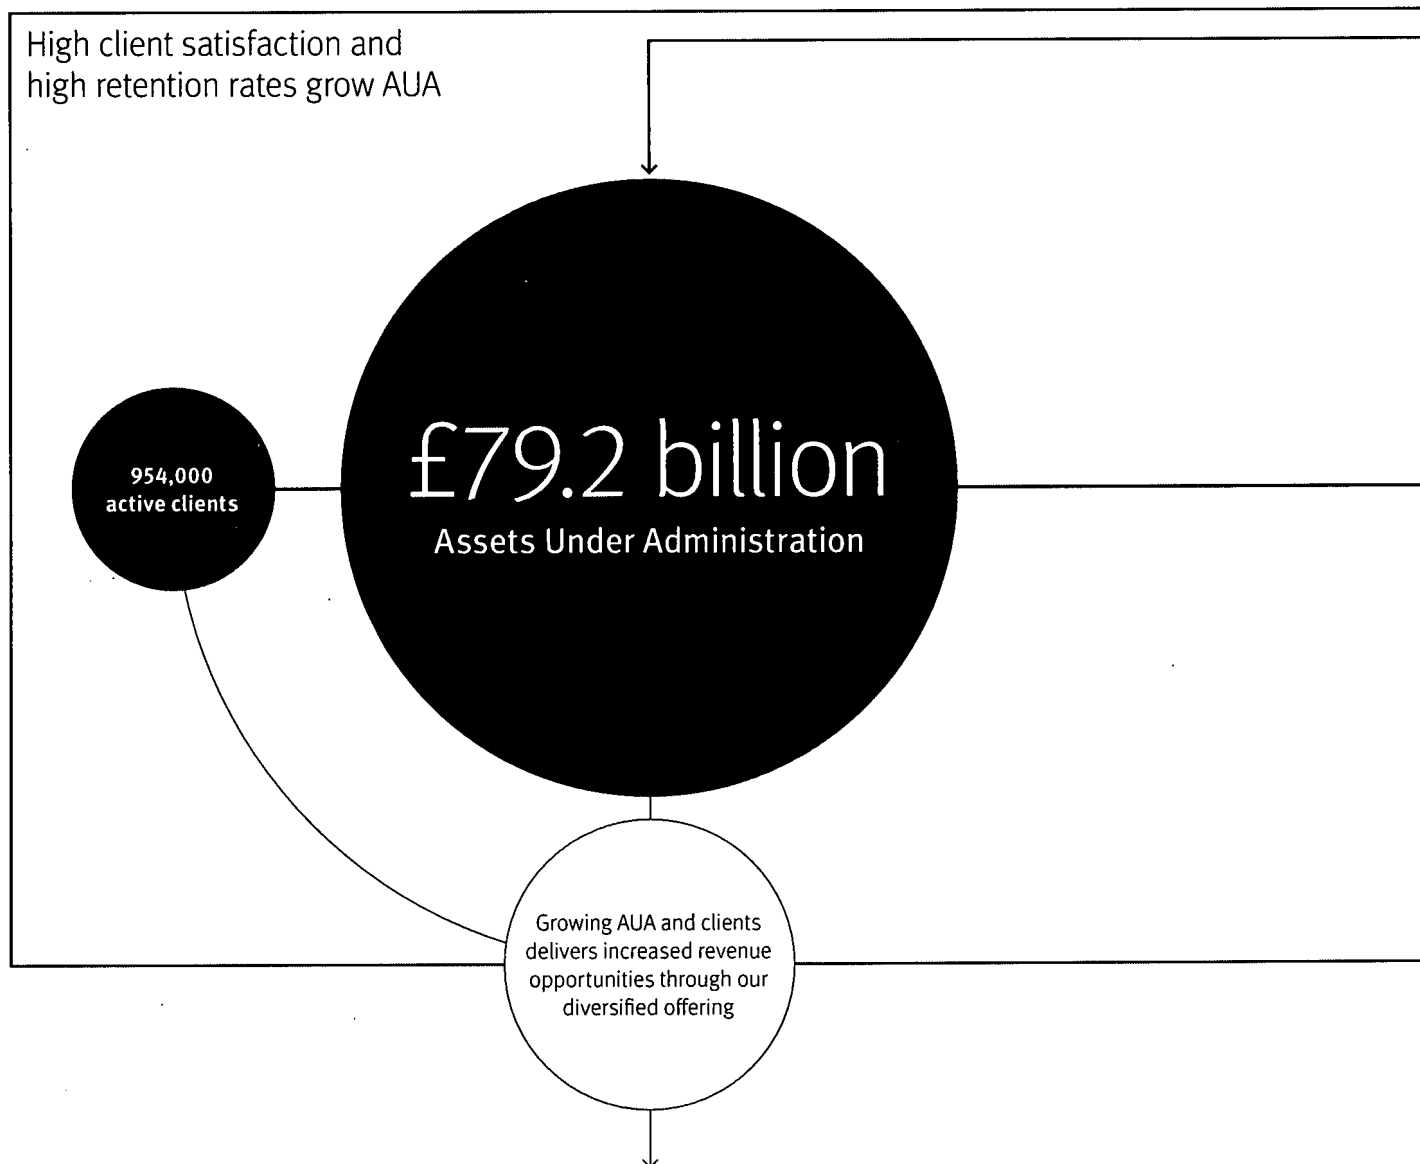 High client satisfaction and
high retention rates grow AUA
954,000
active clients
£79.2 billion
Assets Under Administration
Growing AUA and clients
delivers increased revenue
opportunities through our
diversified offering